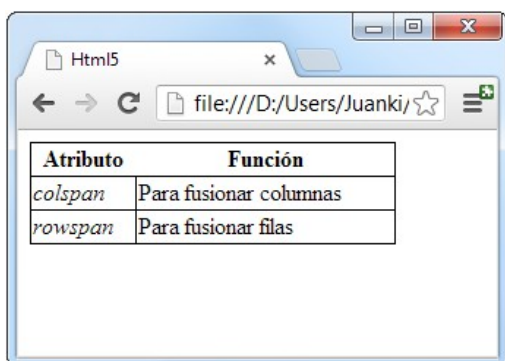 Html5
file:///D:/Users/Juanki/
Atributo Función
colspan Para fusionar columnas
rowspan Para fusionar filas